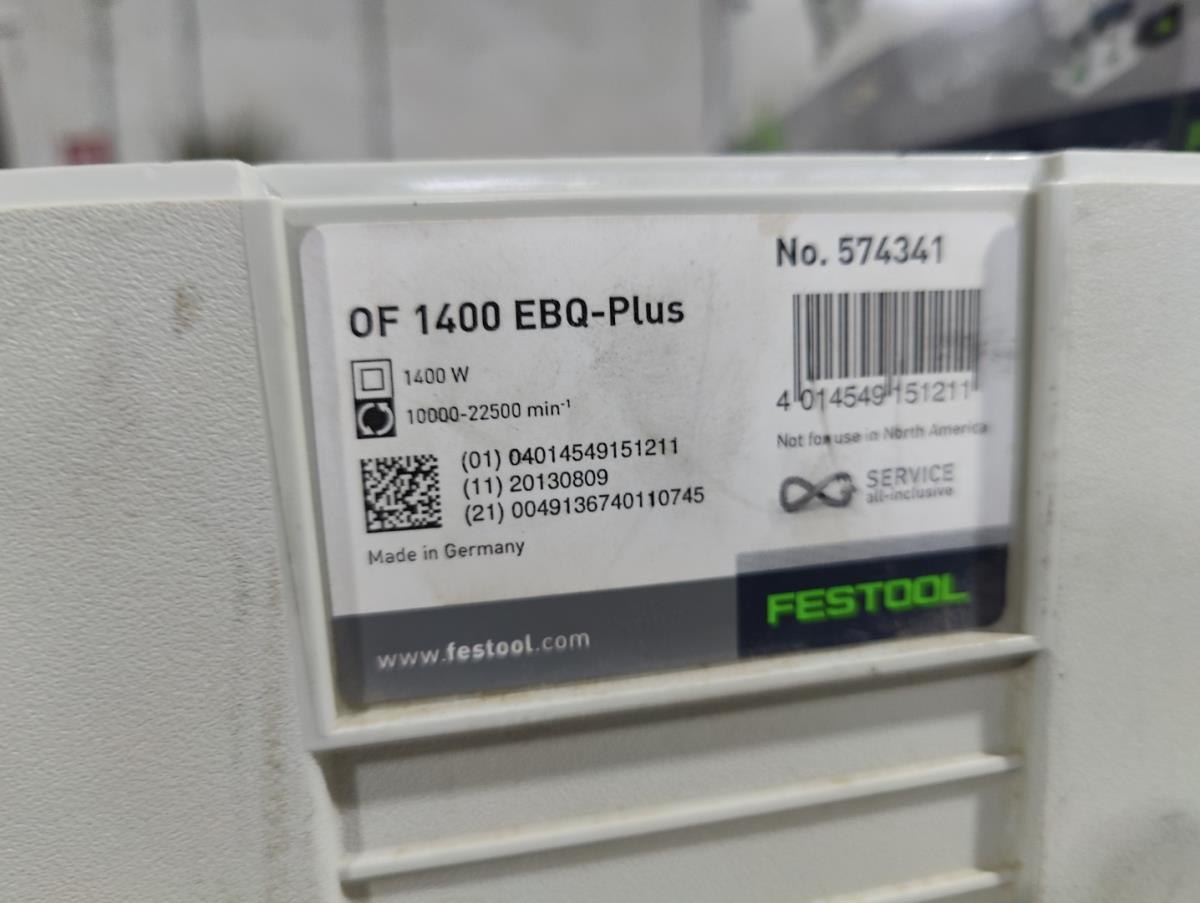 No. 574341
OF 1400 EBQ-Plus
1400 W
10000-22500 min⁻¹
4 014549 151211
Not for use in North America
(01) 04014549151211
(11) 20130809
(21) 0049136740110745
SERVICE
all-inclusive
Made in Germany
FESTOOL
www.festool.com